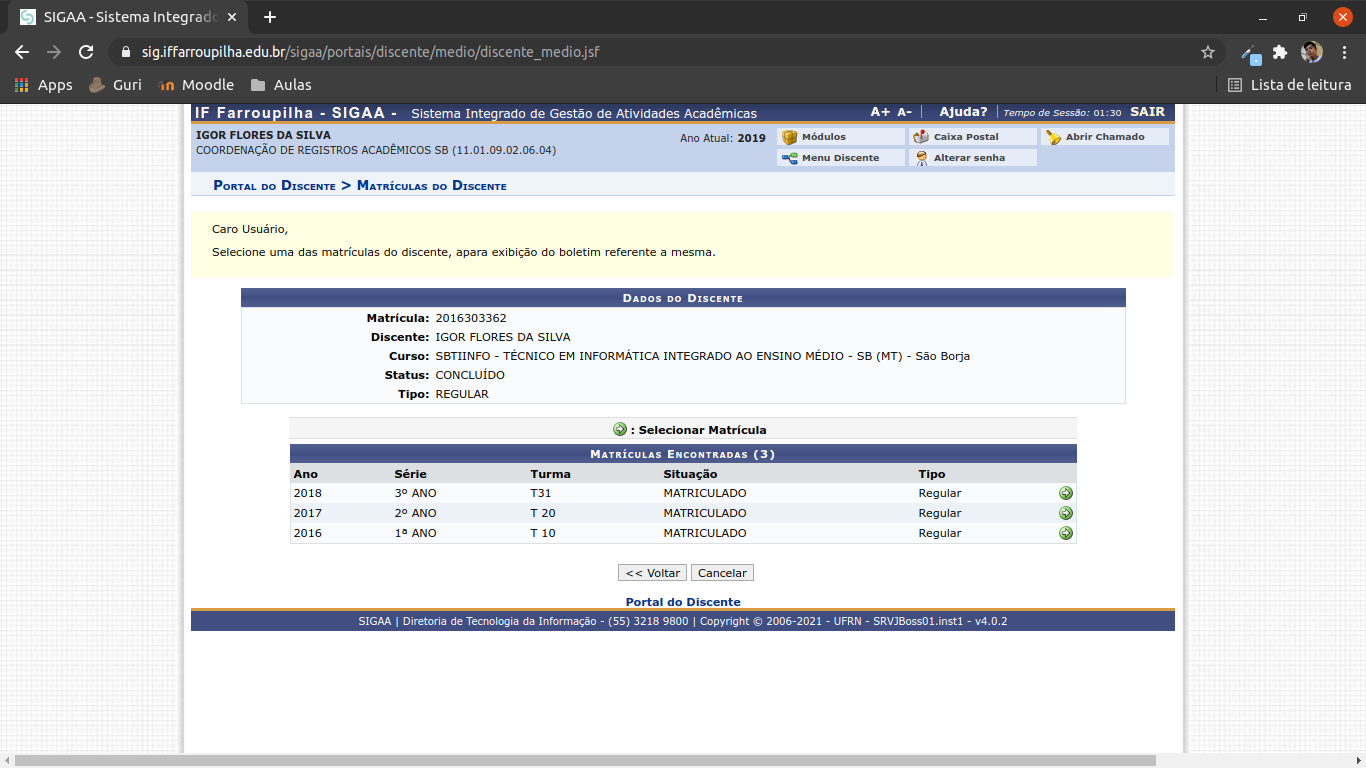 SIGAA - Sistema Integrado
sig.iffarroupilha.edu.br/sigaa/portais/discente/medio/discente_medio.jsf
Apps Guri Moodle Aulas Lista de leitura
IF Farroupilha - SIGAA - Sistema Integrado de Gestão de Atividades Acadêmicas A+ A- | Ajuda? | Tempo de Sessão: 01:30 SAIR
IGOR FLORES DA SILVA Ano Atual: 2019 Módulos Caixa Postal Abrir Chamado
COORDENAÇÃO DE REGISTROS ACADÊMICOS SB (11.01.09.02.06.04) Menu Discente Alterar senha
Portal do Discente > Matrículas do Discente
Caro Usuário,
Selecione uma das matrículas do discente, apara exibição do boletim referente a mesma.
Dados do Discente
Matrícula: 2016303362
Discente: IGOR FLORES DA SILVA
Curso: SBTIINFO - TÉCNICO EM INFORMÁTICA INTEGRADO AO ENSINO MÉDIO - SB (MT) - São Borja
Status: CONCLUÍDO
Tipo: REGULAR
: Selecionar Matrícula
Matrículas Encontradas (3)
Ano Série Turma Situação Tipo
2018 3º ANO T31 MATRICULADO Regular
2017 2º ANO T 20 MATRICULADO Regular
2016 1ª ANO T 10 MATRICULADO Regular
<< Voltar Cancelar
Portal do Discente
SIGAA | Diretoria de Tecnologia da Informação - (55) 3218 9800 | Copyright © 2006-2021 - UFRN - SRVJBoss01.inst1 - v4.0.2